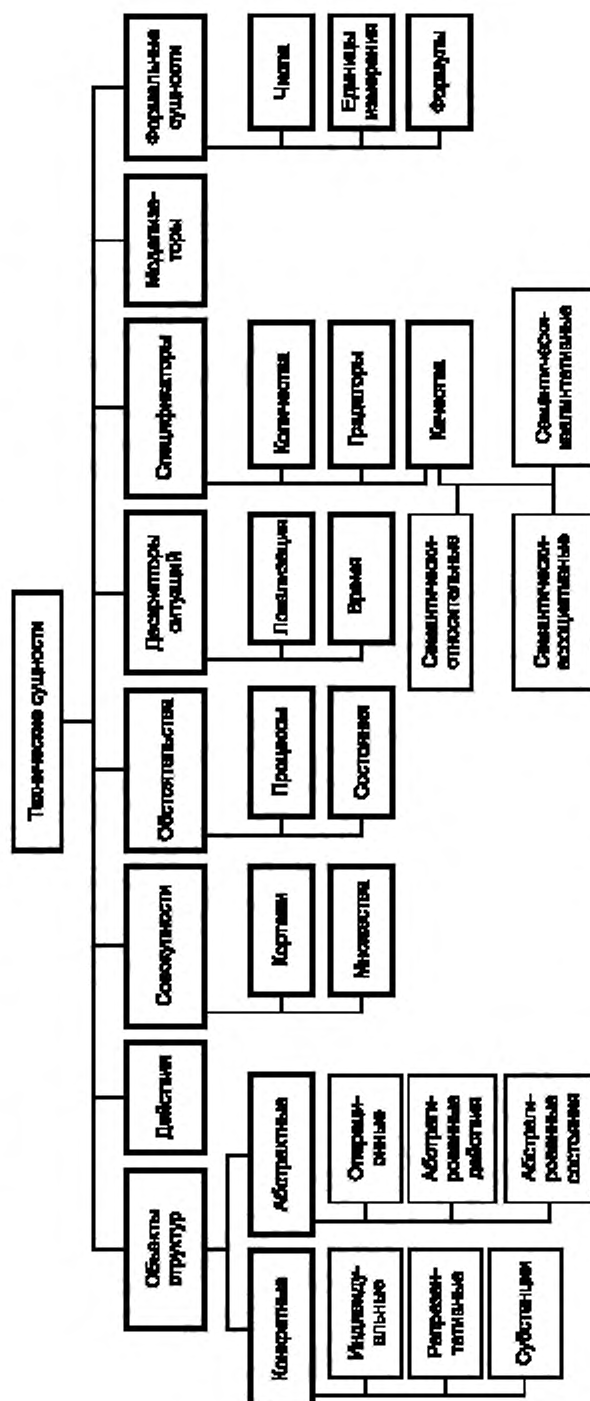 Технические сущности
Объекты
структур
Действия
Совокупности
Обстоятельства
Дескрипторы
ситуаций
Спецификаторы
Моделиза-
торы
Формальные
сущности
Конкретные
Абстрактные
Кортежи
Процессы
Локализация
Количества
Числа
Индивиду-
альные
Операци-
онные
Множества
Состояния
Время
Градаторы
Единицы
измерения
Репрезен-
тативные
Абстраги-
рованные
действия
Семантически-
относительные
Качества
Формулы
Субстанции
Абстраги-
рованные
состояния
Семантически-
ассоциативные
Семантически-
квалитативные